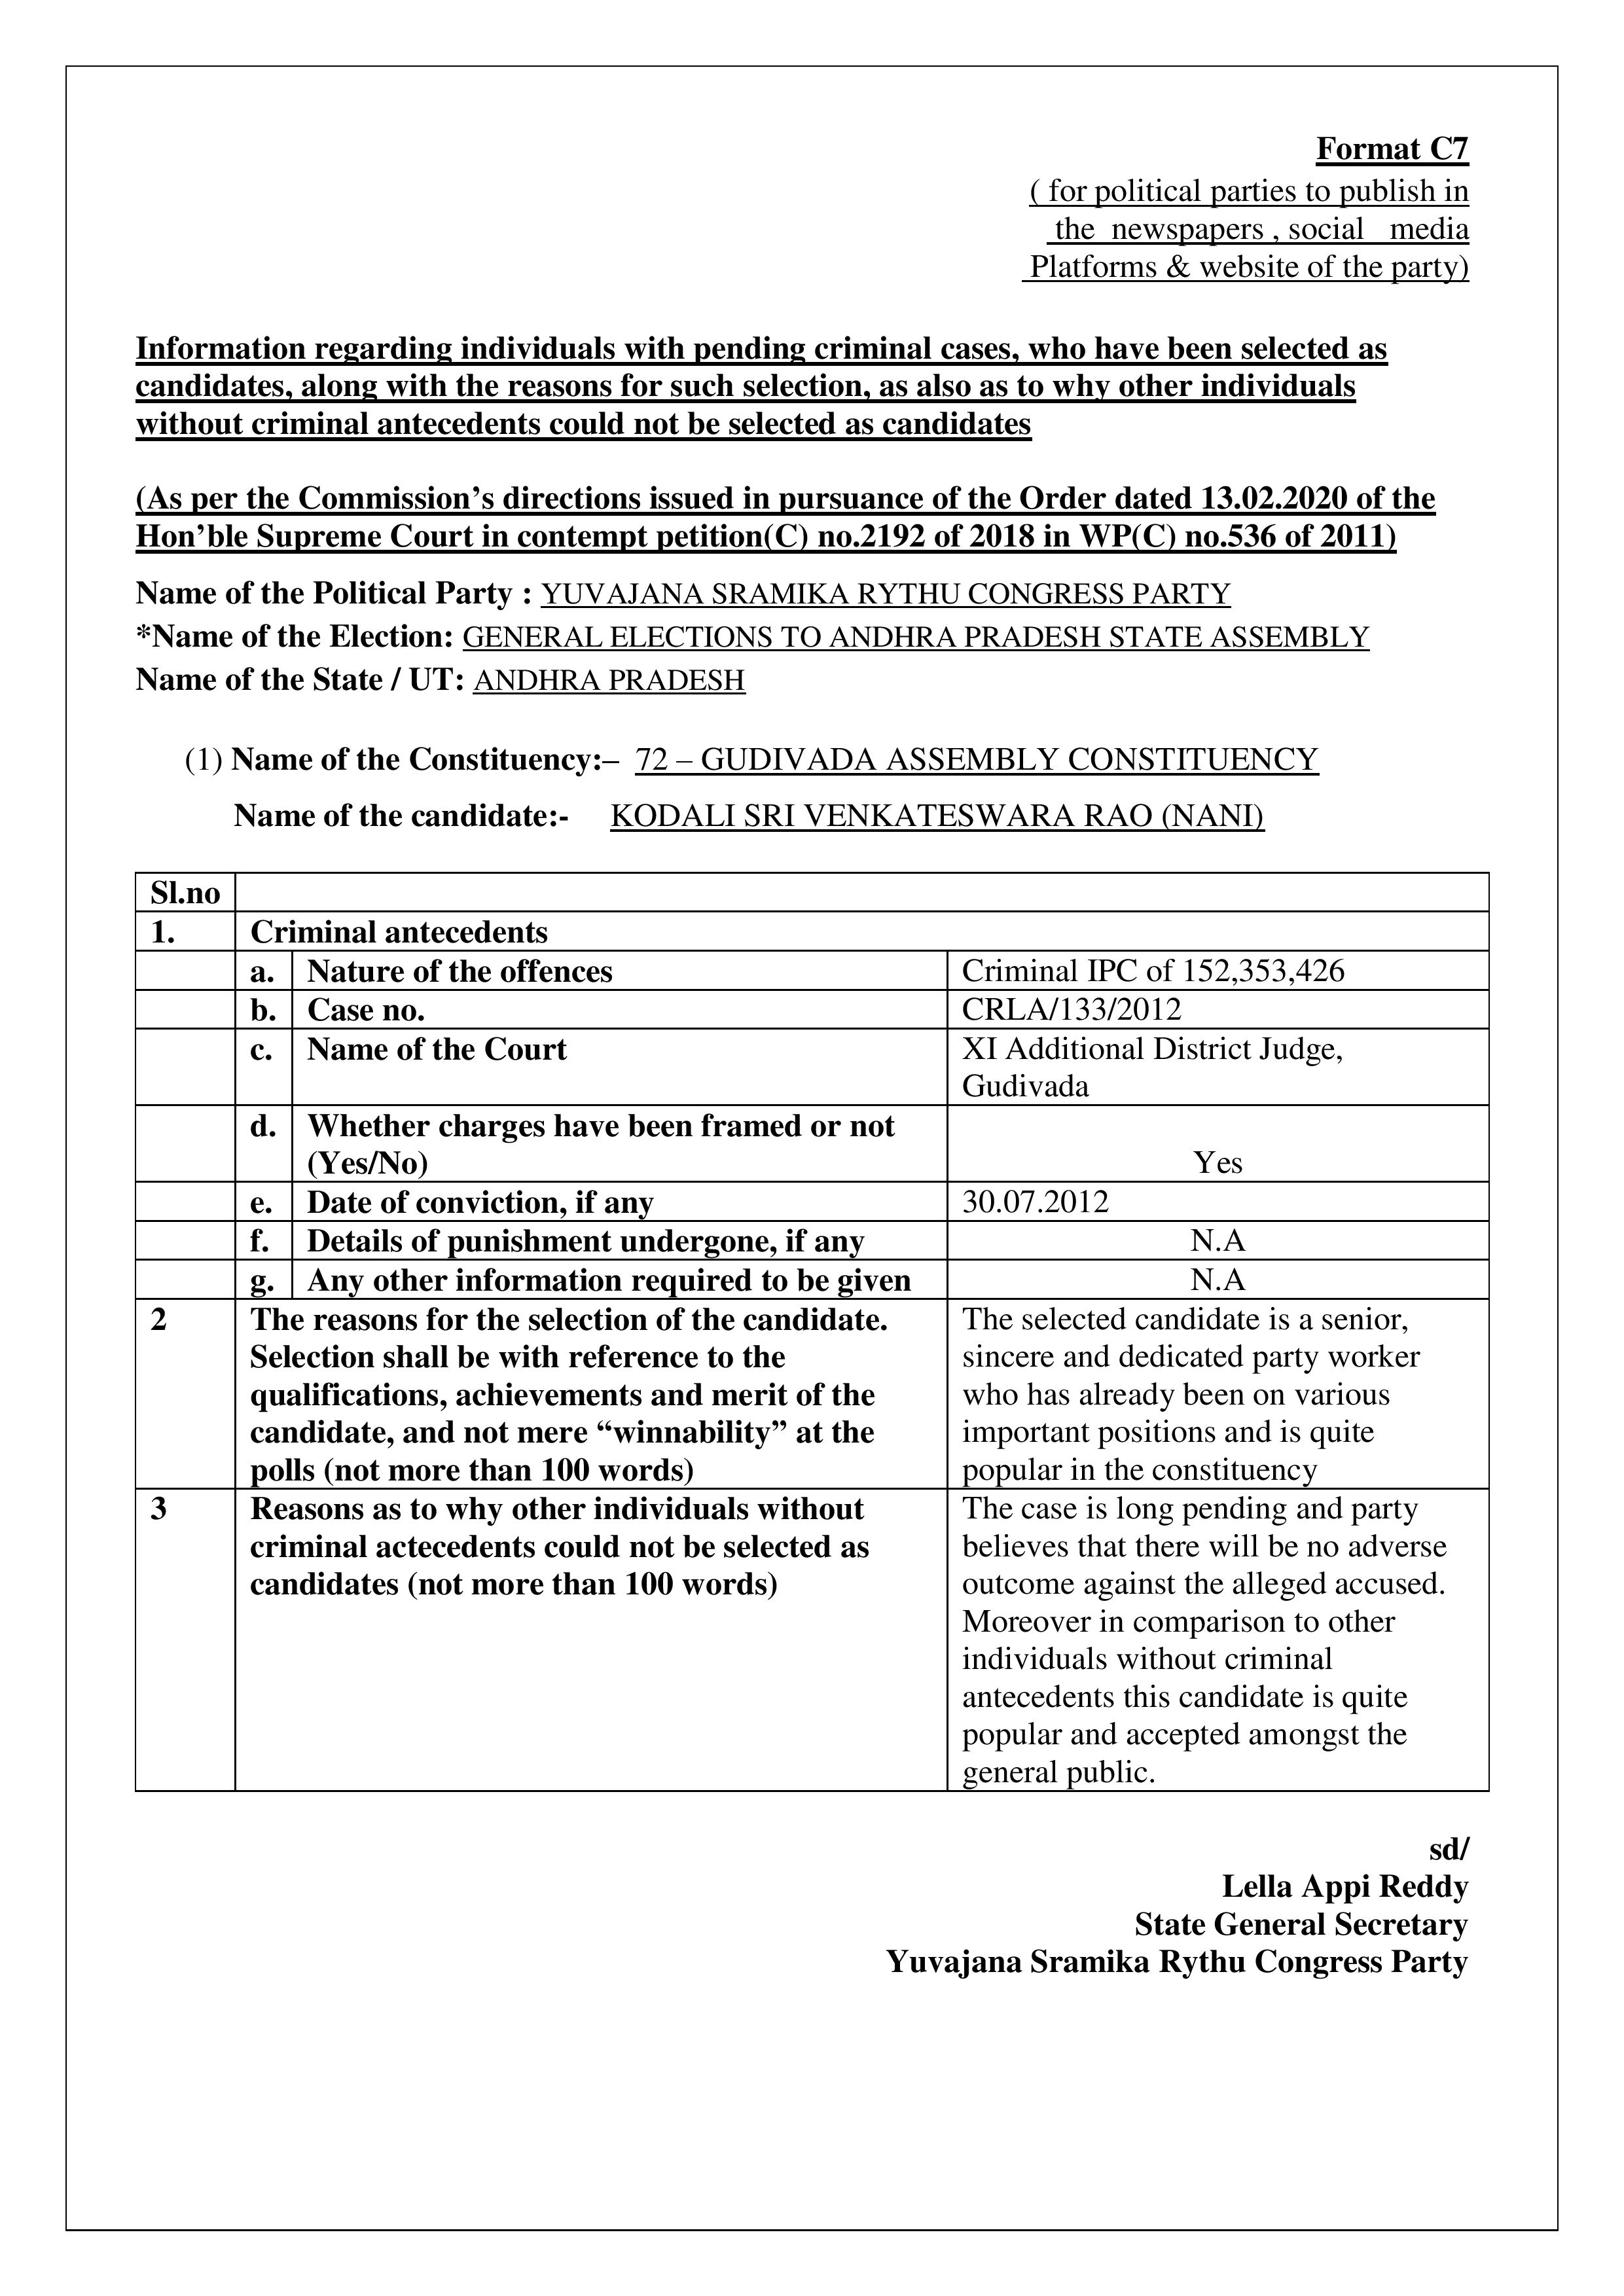 Format C7
( for political parties to publish in
the newspapers , social media
Platforms & website of the party)
Information regarding individuals with pending criminal cases, who have been selected as
candidates, along with the reasons for such selection, as also as to why other individuals
without criminal antecedents could not be selected as candidates
(As per the Commission’s directions issued in pursuance of the Order dated 13.02.2020 of the
Hon’ble Supreme Court in contempt petition(C) no.2192 of 2018 in WP(C) no.536 of 2011)
Name of the Political Party : YUVAJANA SRAMIKA RYTHU CONGRESS PARTY
*Name of the Election: GENERAL ELECTIONS TO ANDHRA PRADESH STATE ASSEMBLY
Name of the State / UT: ANDHRA PRADESH
(1) Name of the Constituency:– 72 – GUDIVADA ASSEMBLY CONSTITUENCY
Name of the candidate:- KODALI SRI VENKATESWARA RAO (NANI)
Sl.no
1. Criminal antecedents
a. Nature of the offences Criminal IPC of 152,353,426
b. Case no. CRLA/133/2012
c. Name of the Court XI Additional District Judge,
Gudivada
d. Whether charges have been framed or not
(Yes/No) Yes
e. Date of conviction, if any 30.07.2012
f. Details of punishment undergone, if any N.A
g. Any other information required to be given N.A
2 The reasons for the selection of the candidate. The selected candidate is a senior,
Selection shall be with reference to the sincere and dedicated party worker
qualifications, achievements and merit of the who has already been on various
candidate, and not mere “winnability” at the important positions and is quite
polls (not more than 100 words) popular in the constituency
3 Reasons as to why other individuals without The case is long pending and party
criminal actecedents could not be selected as believes that there will be no adverse
candidates (not more than 100 words) outcome against the alleged accused.
Moreover in comparison to other
individuals without criminal
antecedents this candidate is quite
popular and accepted amongst the
general public.
sd/
Lella Appi Reddy
State General Secretary
Yuvajana Sramika Rythu Congress Party